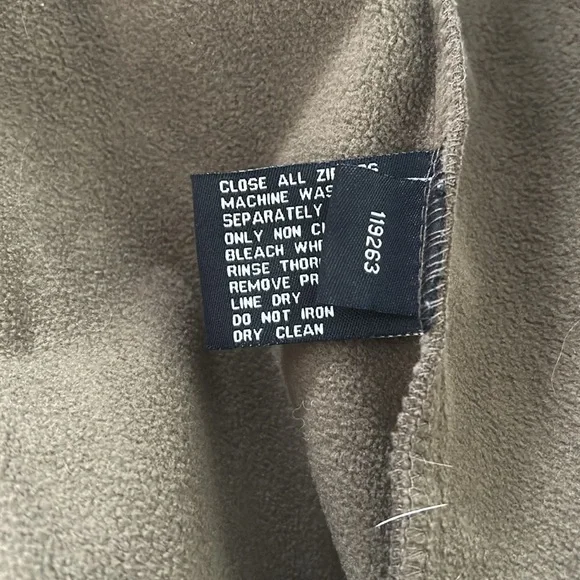 CLOSE ALL
MACHINE
SEPARATELY
ONLY NON
BLEACH
RINSE
REMOVE
LINE DRY
DO NOT IRON
DRY CLEAN
119263